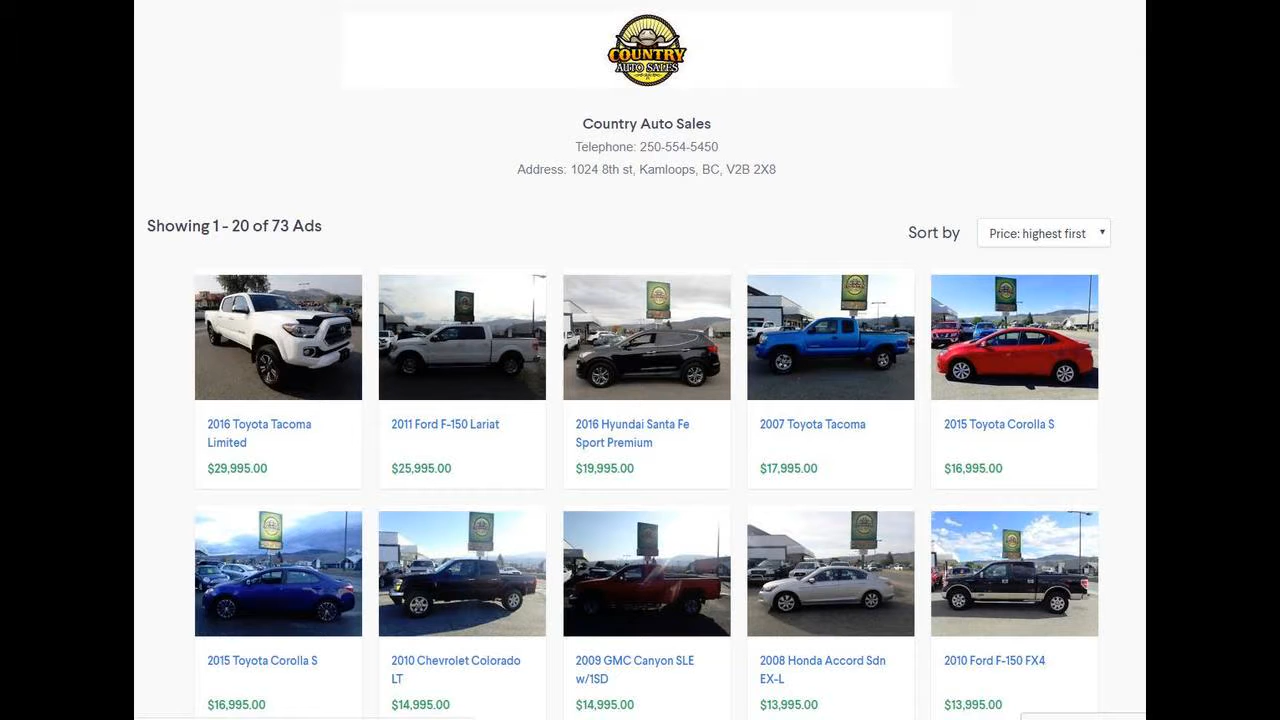 COUNTRY
AUTO SALES
Country Auto Sales
Telephone: 250-554-5450
Address: 1024 8th st, Kamloops, BC, V2B 2X8
Showing 1 - 20 of 73 Ads
Sort by
Price: highest first
2016 Toyota Tacoma
Limited
$29,995.00
2011 Ford F-150 Lariat
$25,995.00
2016 Hyundai Santa Fe
Sport Premium
$19,995.00
2007 Toyota Tacoma
$17,995.00
2015 Toyota Corolla S
$16,995.00
2015 Toyota Corolla S
$16,995.00
2010 Chevrolet Colorado
LT
$14,995.00
2009 GMC Canyon SLE
w/1SD
$14,995.00
2008 Honda Accord Sdn
EX-L
$13,995.00
2010 Ford F-150 FX4
$13,995.00